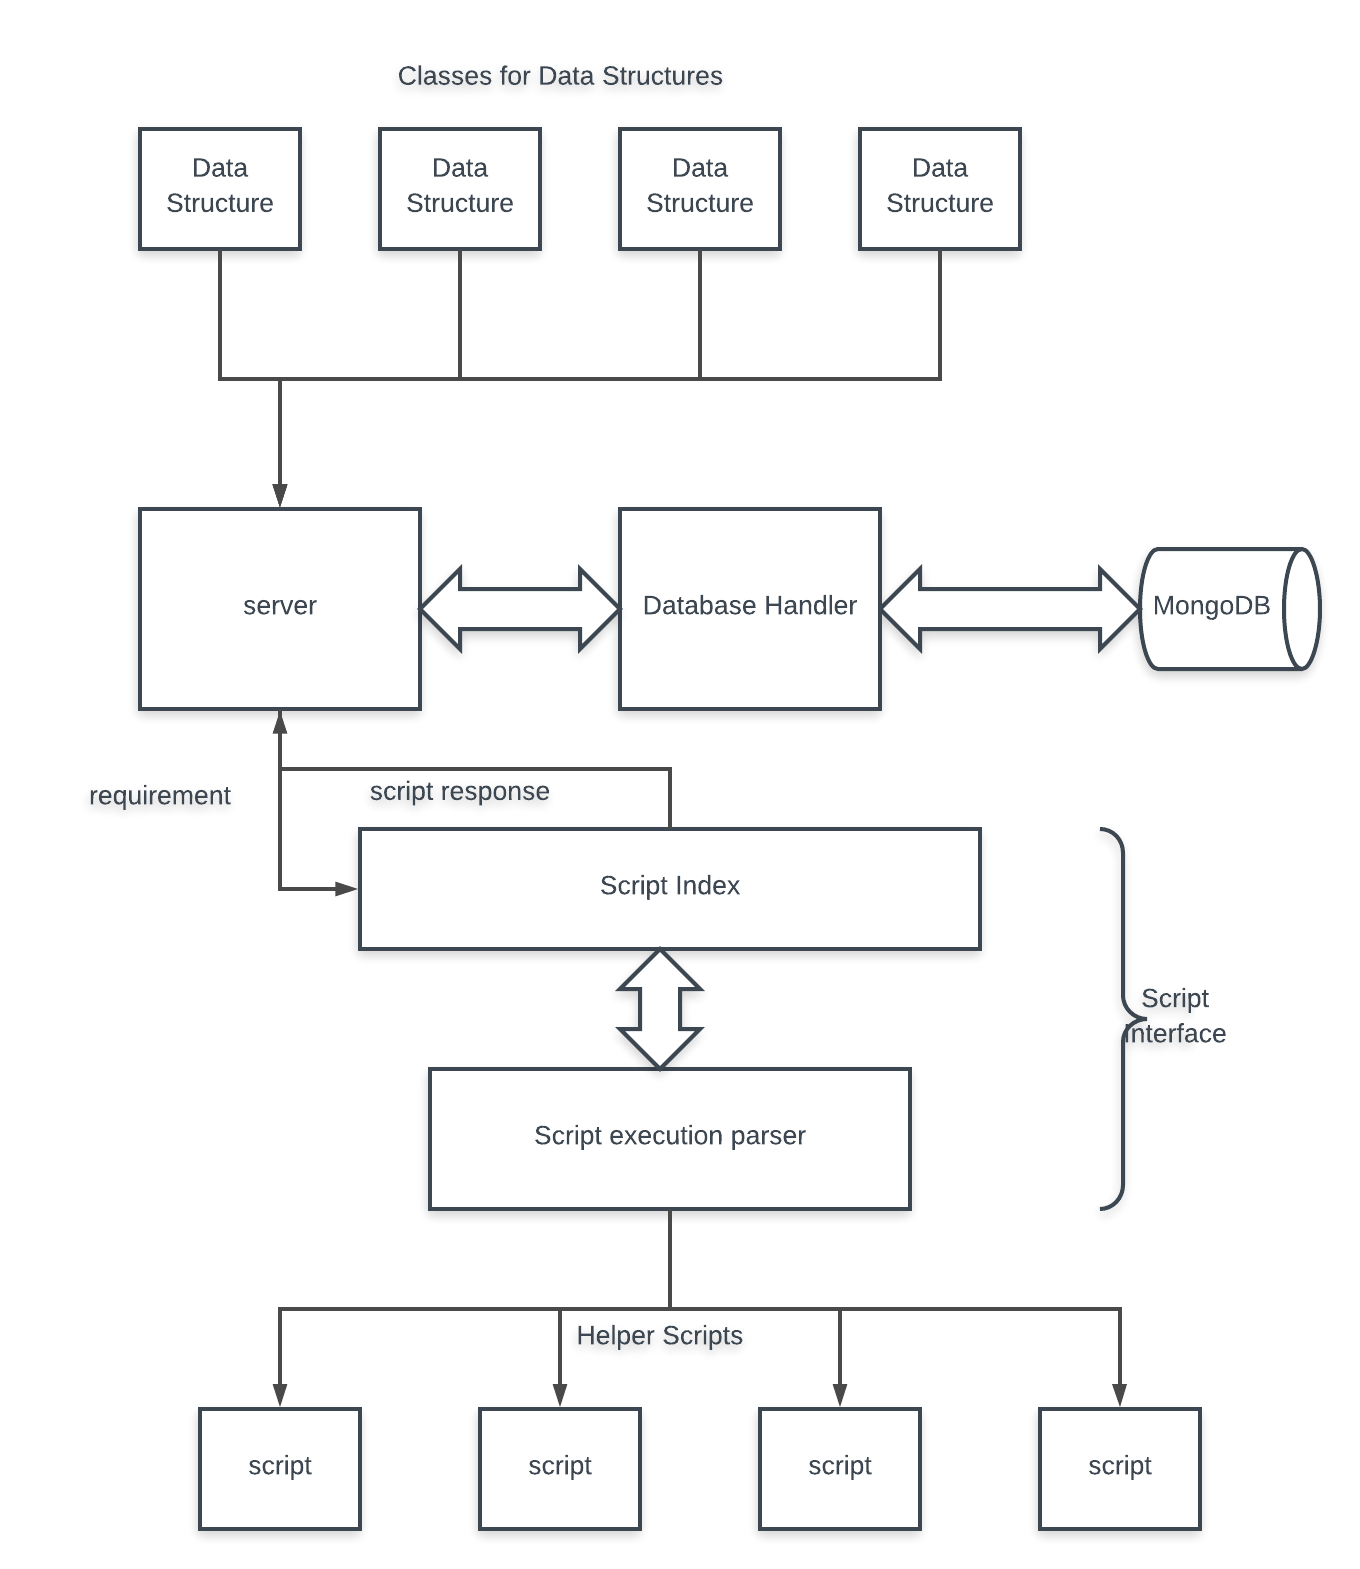 Classes for Data Structures
Data
Structure
Data
Structure
Data
Structure
Data
Structure
server
Database Handler
MongoDB
requirement
script response
Script Index
Script
Interface
Script execution parser
Helper Scripts
script
script
script
script